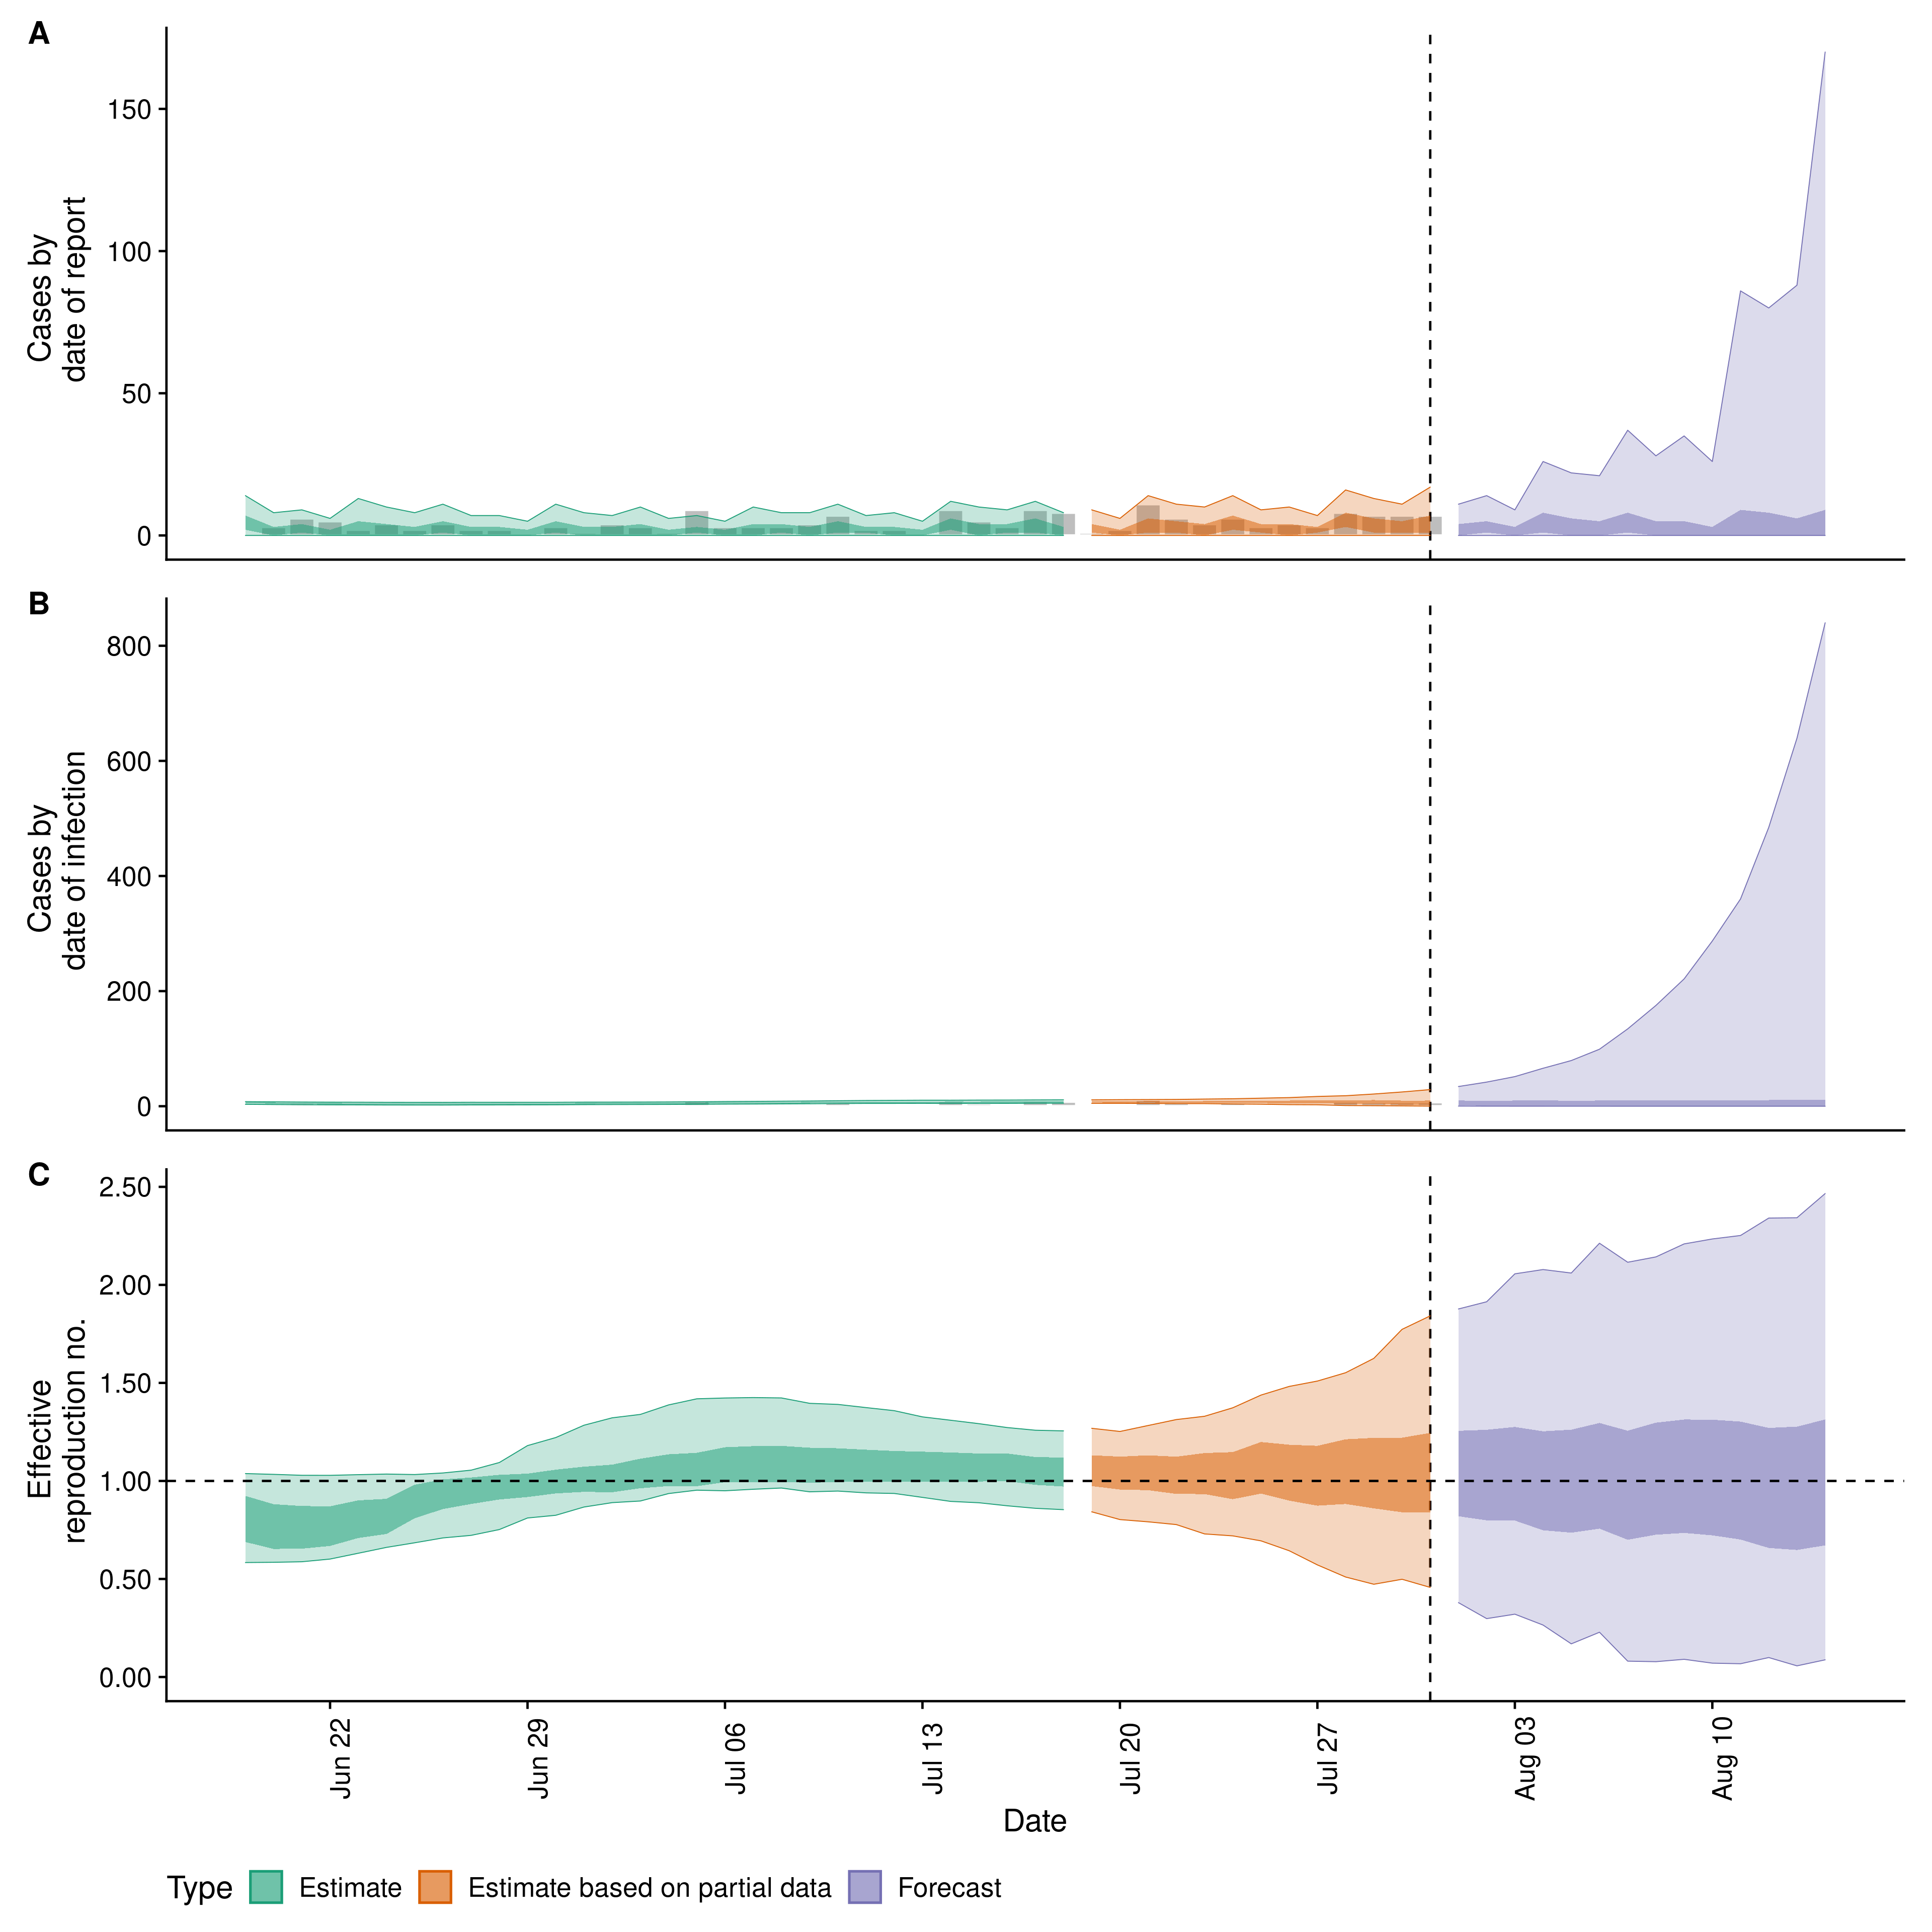 A
Cases by
date of report
150
100
50
0
B
Cases by
date of infection
800
600
400
200
0
C
Effective
reproduction no.
2.50
2.00
1.50
1.00
0.50
0.00
Jun 22
Jun 29
Jul 06
Jul 13
Jul 20
Jul 27
Aug 03
Aug 10
Date
Type Estimate Estimate based on partial data Forecast